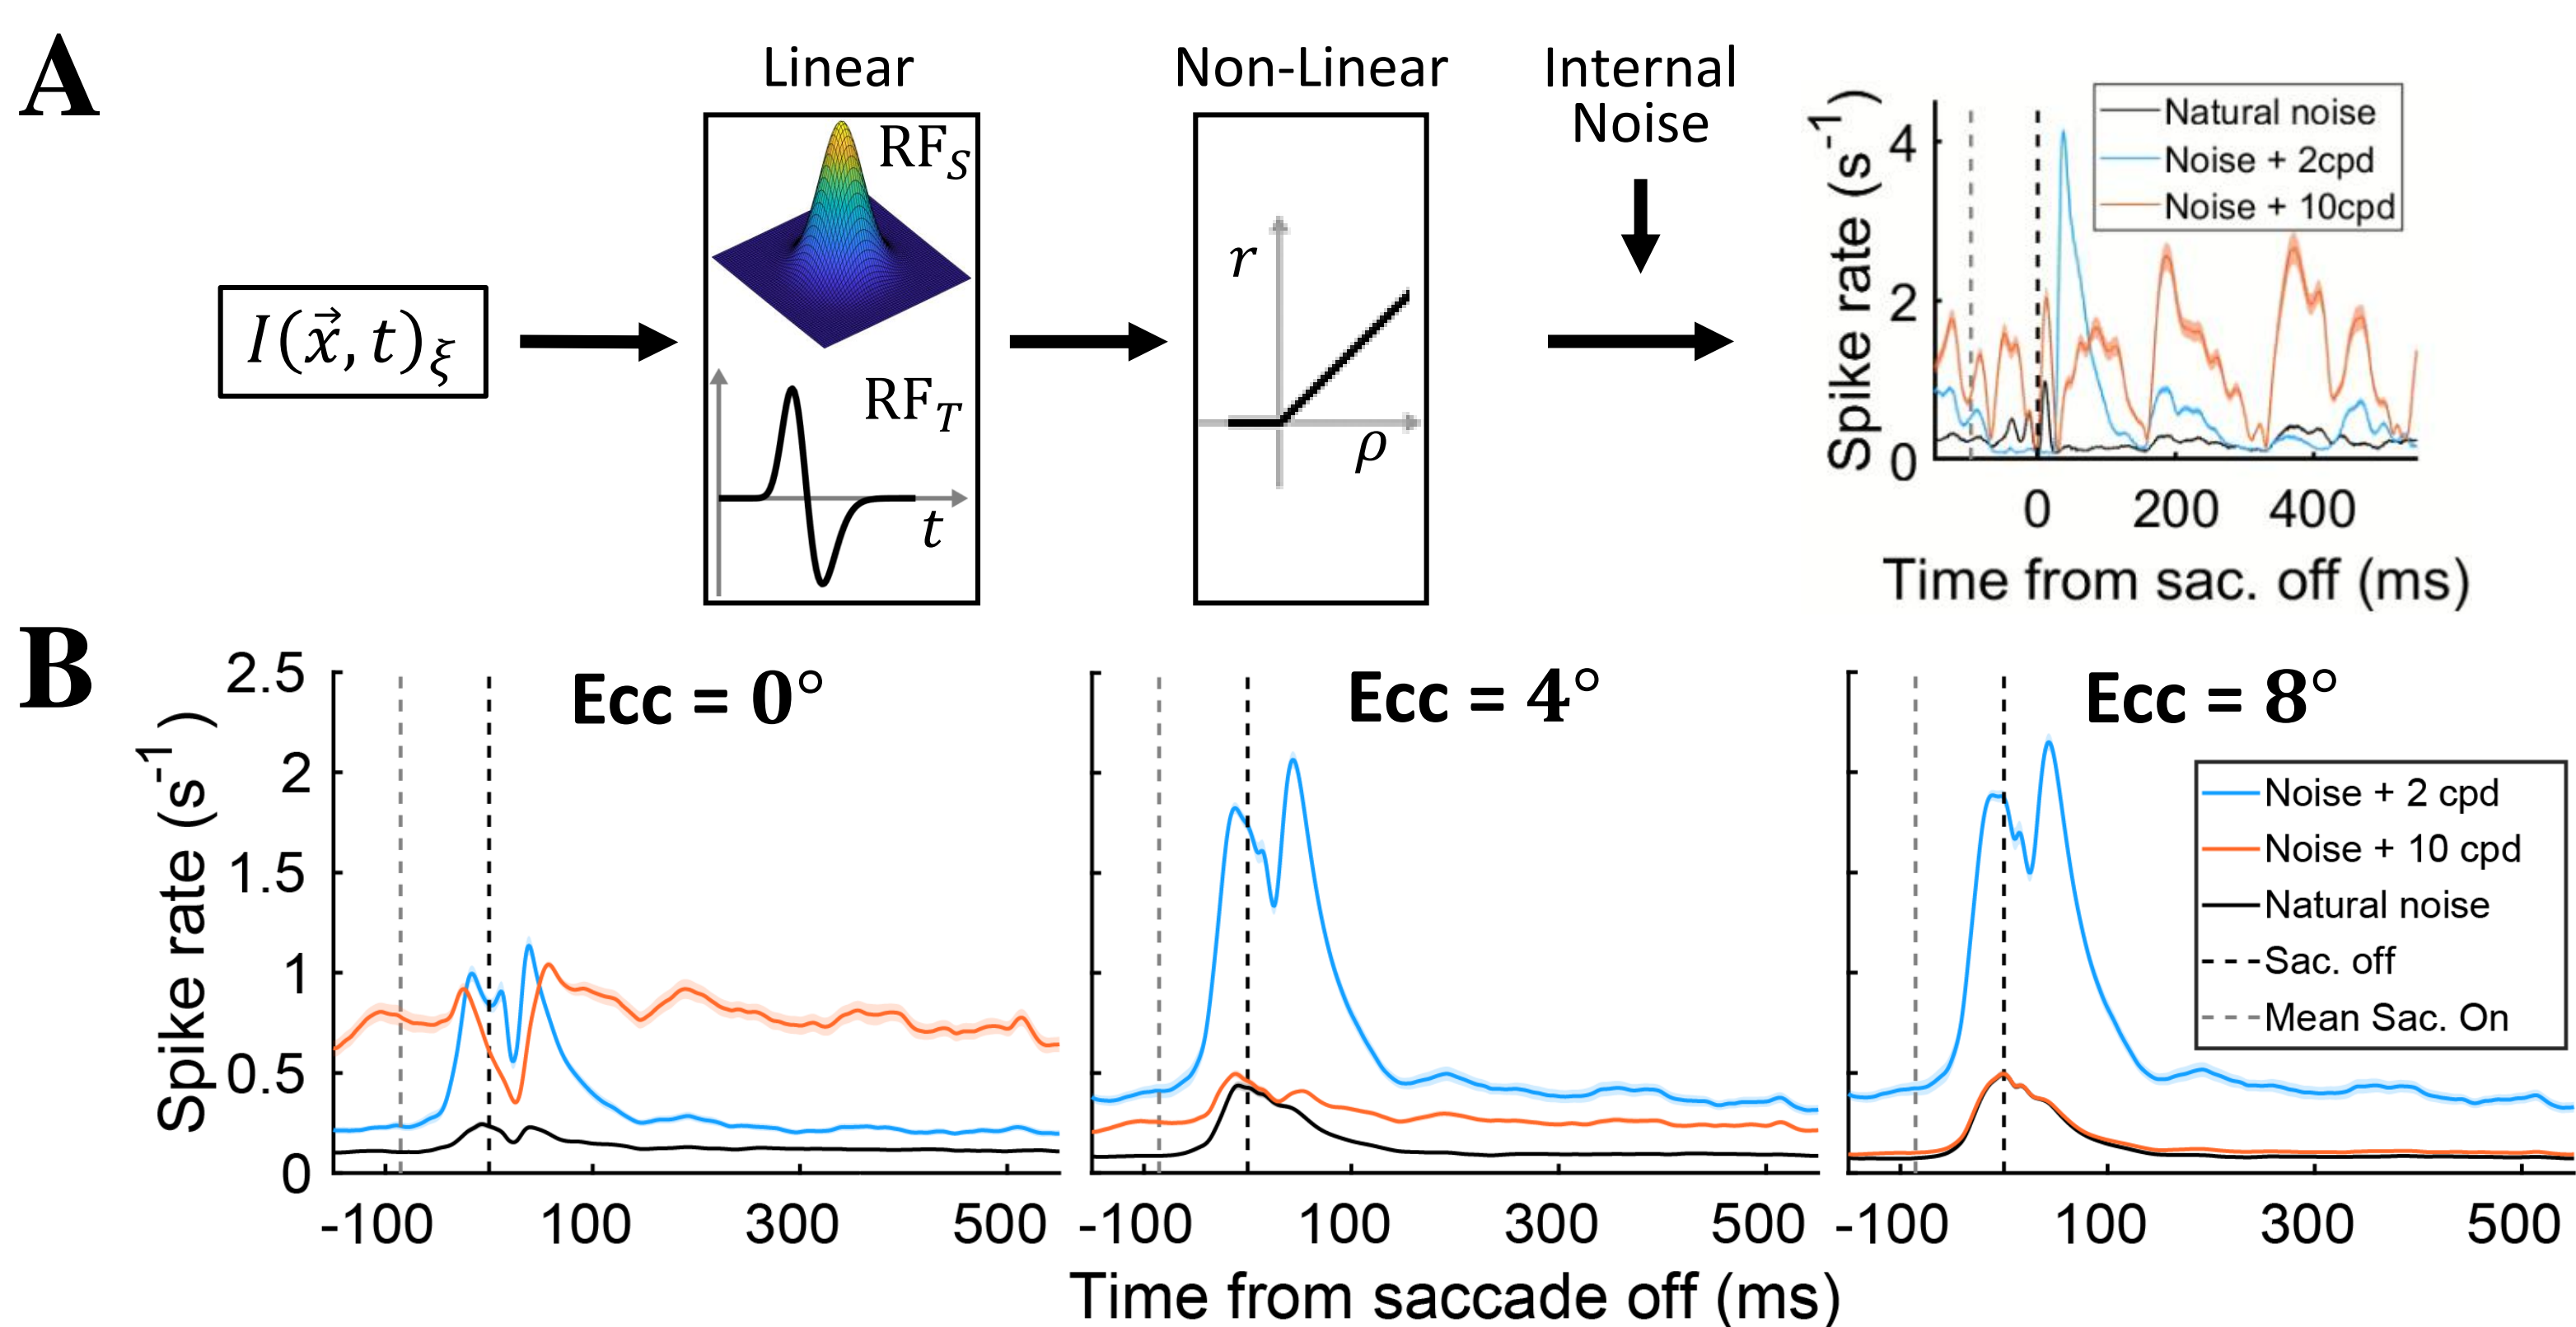 A
Linear
Non-Linear
Internal
Noise
I(x⃗, t)ξ
RFS
RFT
t
r
ρ
Spike rate (s-1)
4
2
0
Natural noise
Noise + 2cpd
Noise + 10cpd
0 200 400
Time from sac. off (ms)
B
Spike rate (s-1)
2.5
2
1.5
1
0.5
0
Ecc = 0°
Ecc = 4°
Ecc = 8°
Noise + 2 cpd
Noise + 10 cpd
Natural noise
Sac. off
Mean Sac. On
-100 100 300 500
-100 100 300 500
-100 100 300 500
Time from saccade off (ms)